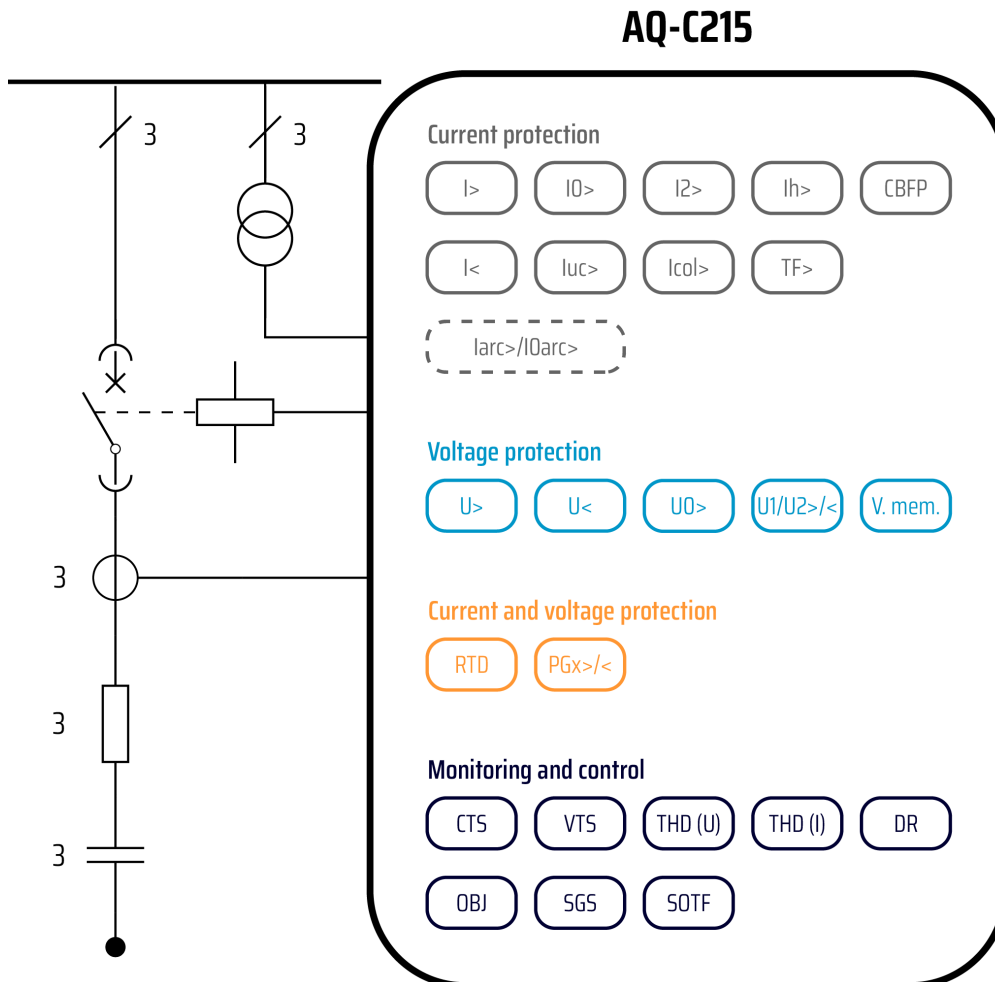 AQ-C215
3
3
Current protection
I>
I0>
I2>
Ih>
CBFP
I<
Iuc>
Icol>
TF>
Iarc>/I0arc>
Voltage protection
U>
U<
U0>
U1/U2>/<
V. mem.
3
Current and voltage protection
RTD
PGx>/<
3
Monitoring and control
CTS
VTS
THD (U)
THD (I)
DR
3
OBJ
SGS
SOTF